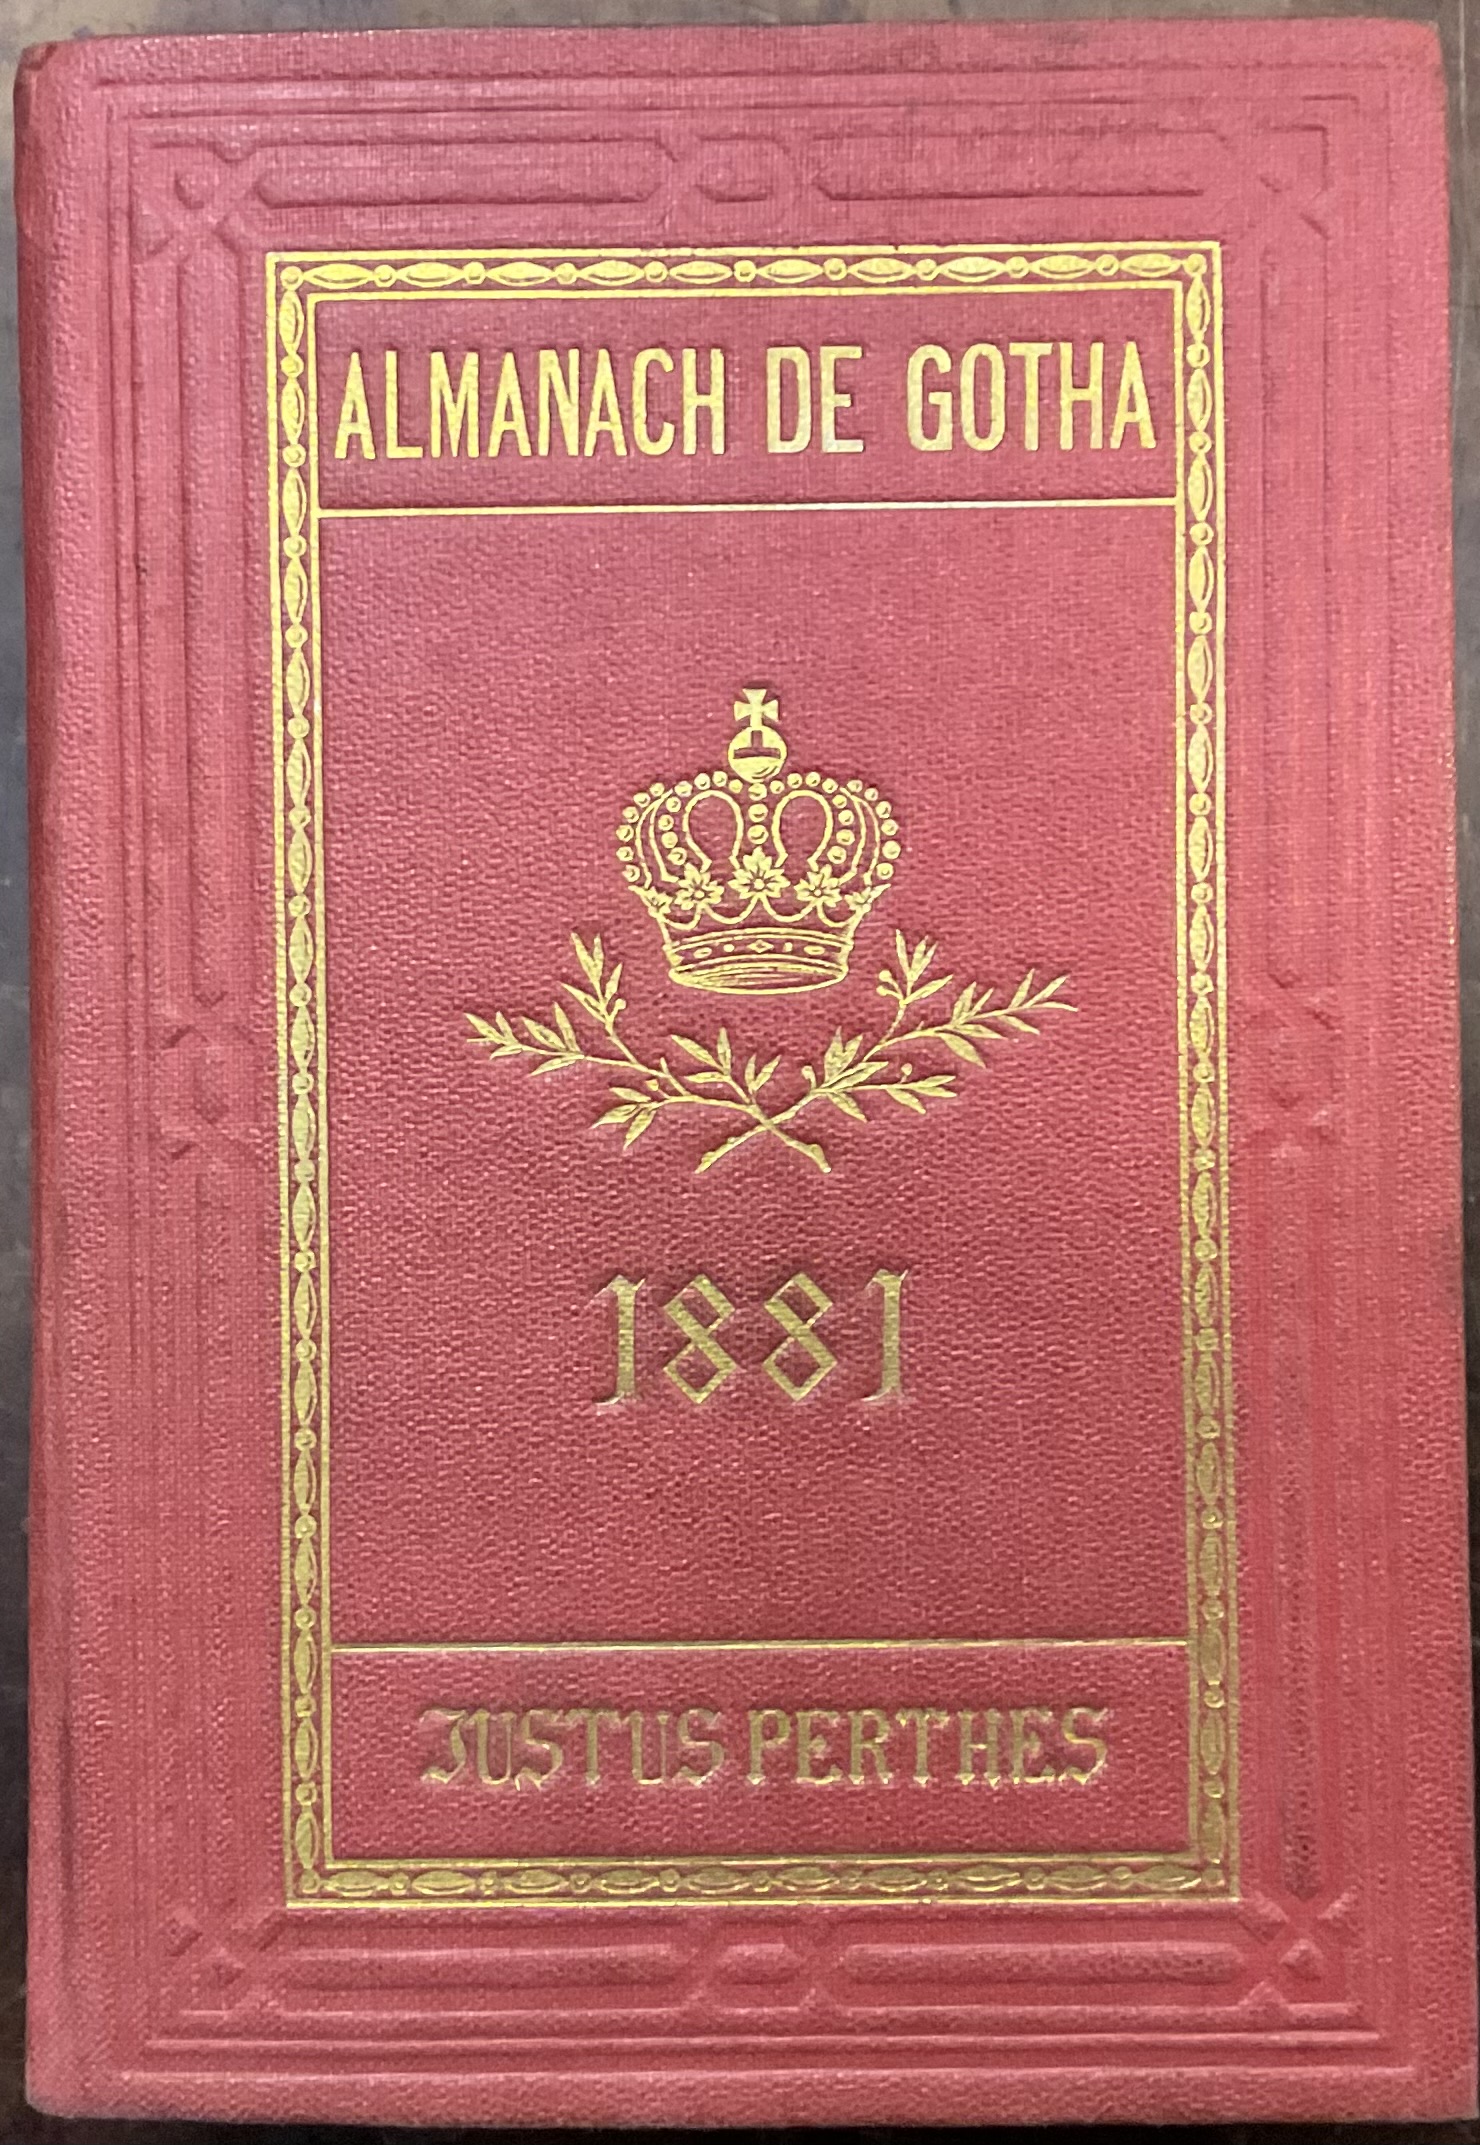 ALMANACH DE GOTHA
1881
JUSTUS PERTHES